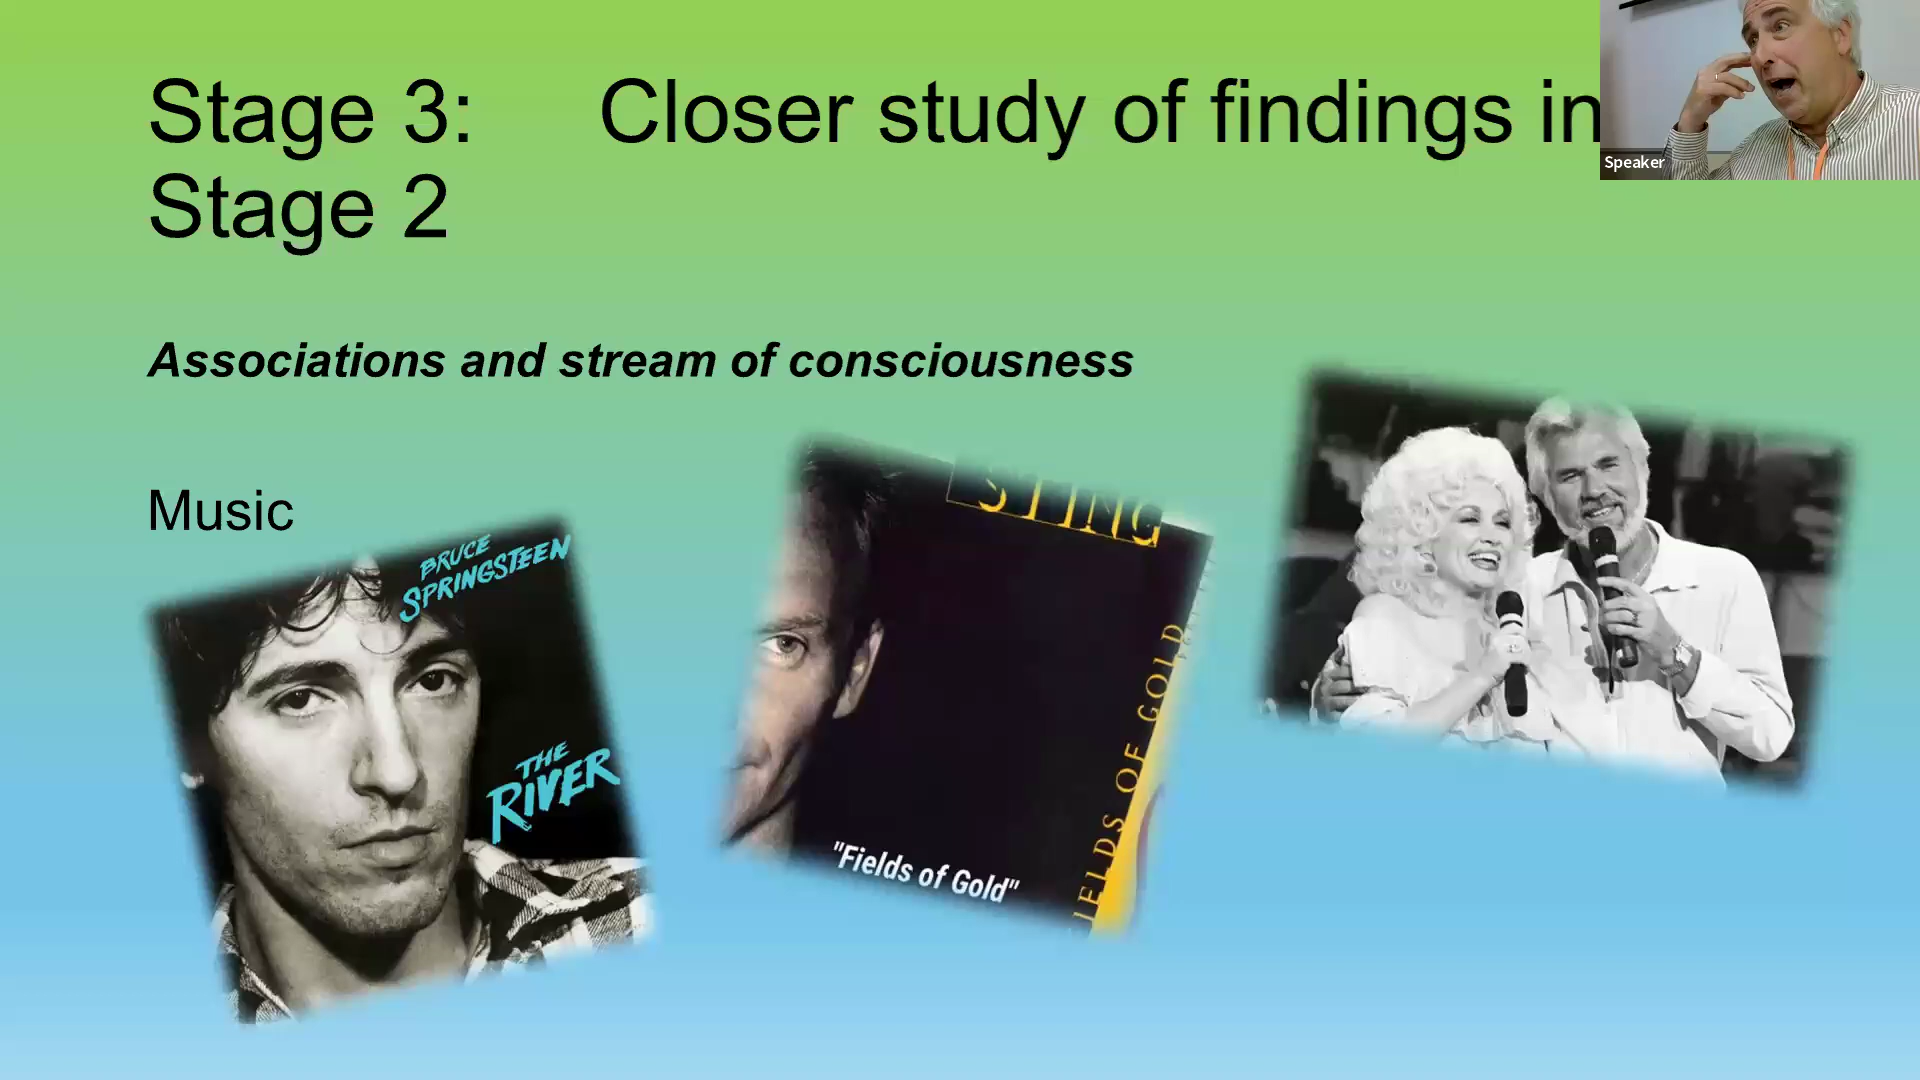 Stage 3: Closer study of findings in
Stage 2
Speaker
Associations and stream of consciousness
Music
BRUCE
SPRINGSTEEN
THE
RIVER
STING
FIELDS OF GOLD
"Fields of Gold"